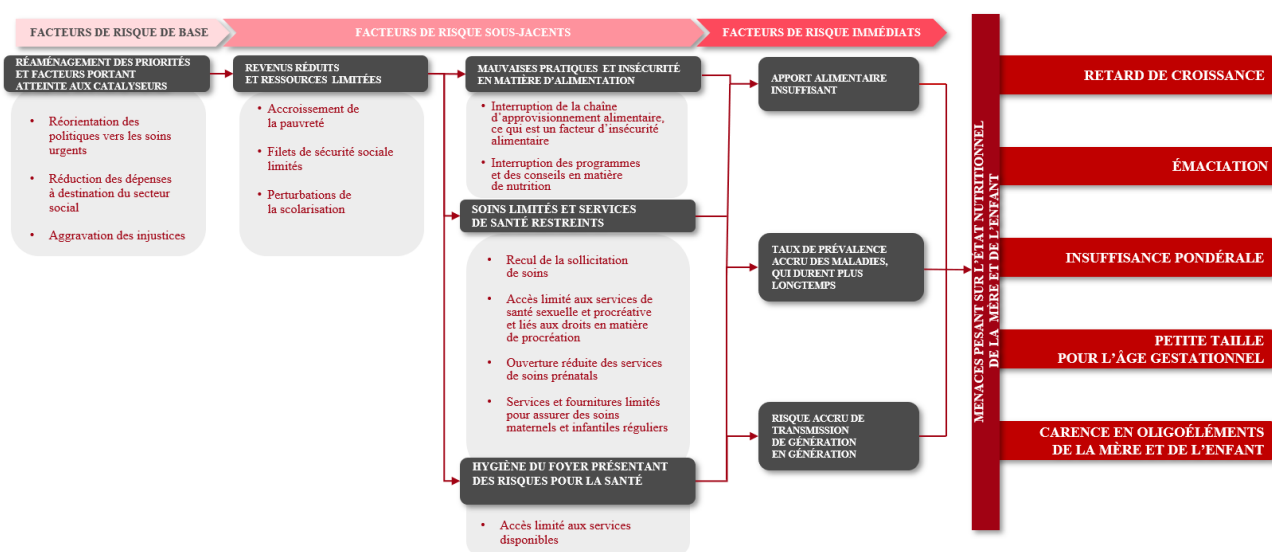 FACTEURS DE RISQUE DE BASE
FACTEURS DE RISQUE SOUS-JACENTS
FACTEURS DE RISQUE IMMÉDIATS
RÉAMÉNAGEMENT DES PRIORITÉS
ET FACTEURS PORTANT
ATTEINTE AUX CATALYSEURS
• Réorientation des
politiques vers les soins
urgents
• Réduction des dépenses
à destination du secteur
social
• Aggravation des injustices
REVENUS RÉDUITS
ET RESSOURCES LIMITÉES
• Accroissement de
la pauvreté
• Filets de sécurité sociale
limités
• Perturbations de
la scolarisation
MAUVAISES PRATIQUES ET INSÉCURITÉ
EN MATIÈRE D’ALIMENTATION
• Interruption de la chaîne
d’approvisionnement alimentaire,
ce qui est un facteur d’insécurité
alimentaire
• Interruption des programmes
et des conseils en matière
de nutrition
SOINS LIMITÉS ET SERVICES
DE SANTÉ RESTREINTS
• Recul de la sollicitation
de soins
• Accès limité aux services de
santé sexuelle et procréative
et liés aux droits en matière
de procréation
• Ouverture réduite des services
de soins prénatals
• Services et fournitures limités
pour assurer des soins
maternels et infantiles réguliers
HYGIÈNE DU FOYER PRÉSENTANT
DES RISQUES POUR LA SANTÉ
• Accès limité aux services
disponibles
APPORT ALIMENTAIRE
INSUFFISANT
TAUX DE PRÉVALENCE
ACCRU DES MALADIES,
QUI DURENT PLUS
LONGTEMPS
RISQUE ACCRU DE
TRANSMISSION
DE GÉNÉRATION
EN GÉNÉRATION
MENACES PESANT SUR L’ÉTAT NUTRITIONNEL
DE LA MÈRE ET DE L’ENFANT
RETARD DE CROISSANCE
ÉMACIATION
INSUFFISANCE PONDÉRALE
PETITE TAILLE
POUR L’ÂGE GESTATIONNEL
CARENCE EN OLIGOÉLÉMENTS
DE LA MÈRE ET DE L’ENFANT